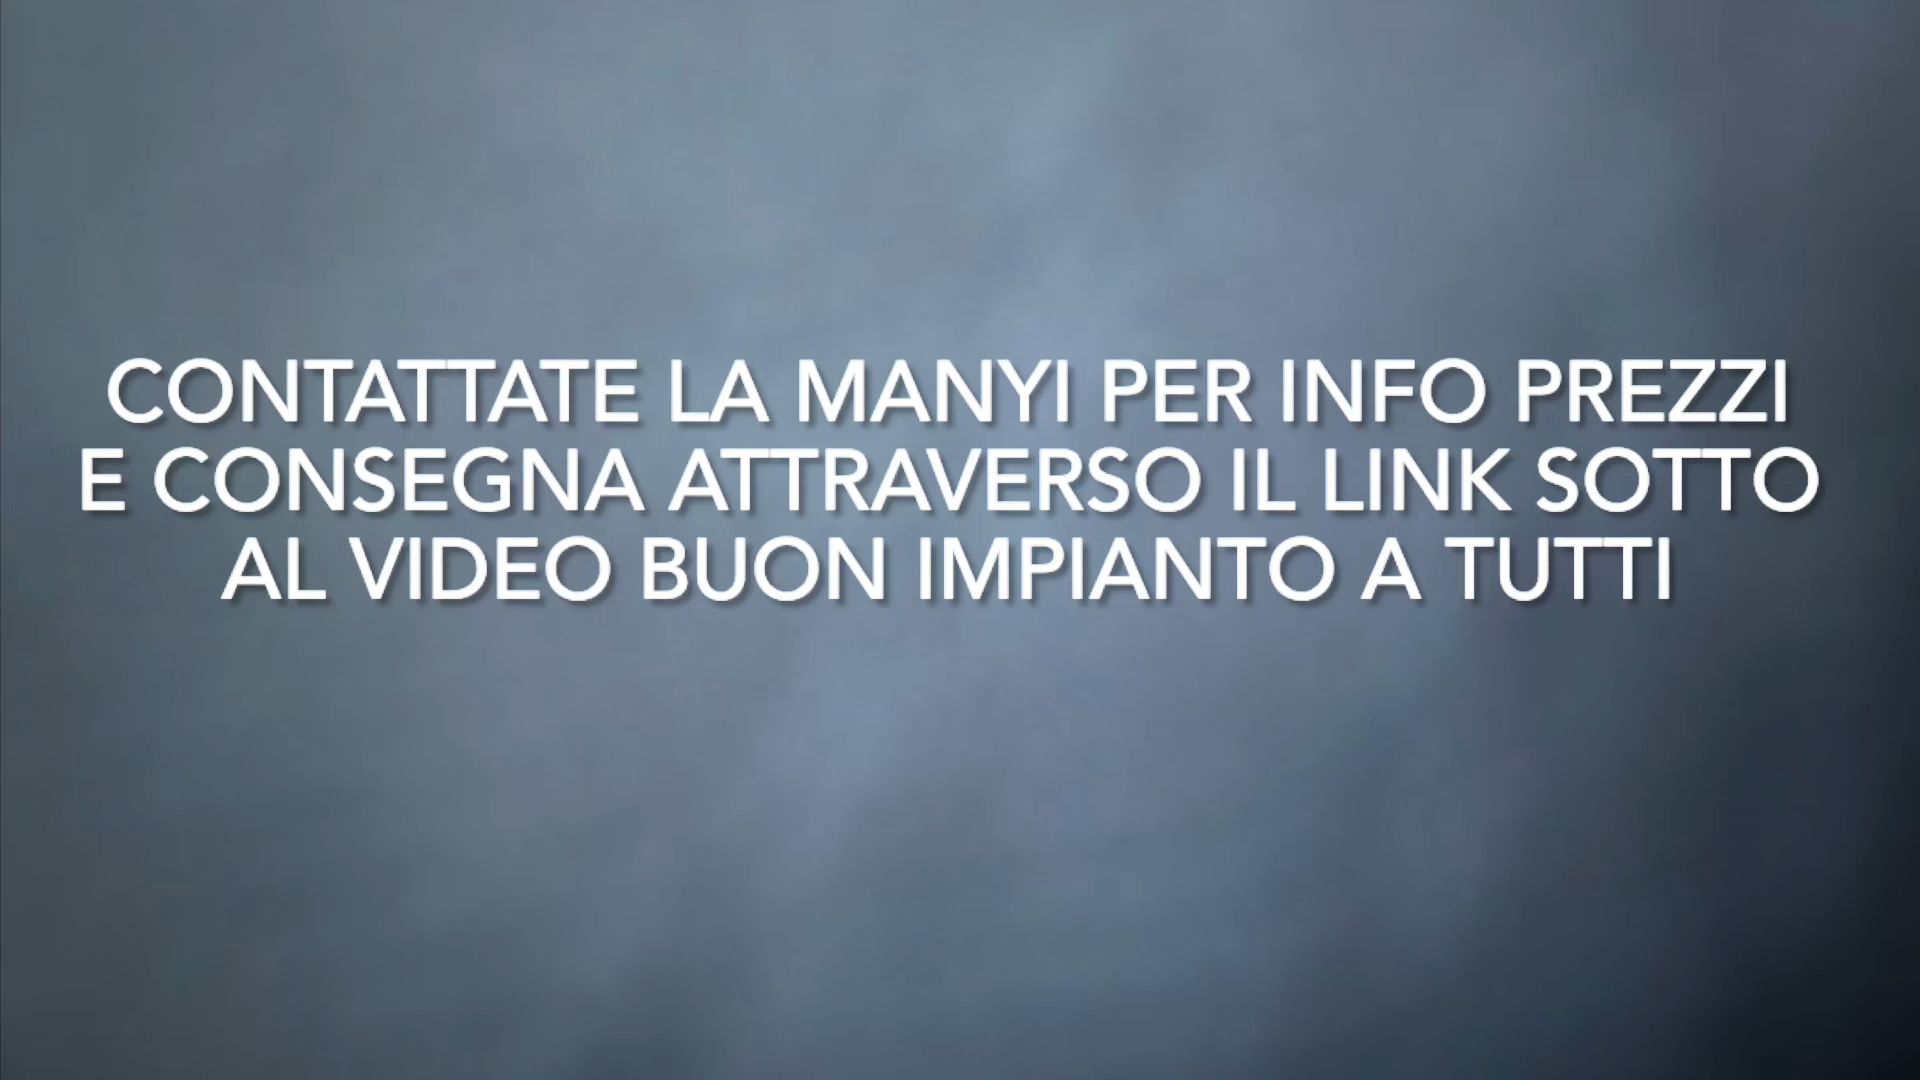 CONTATTATE LA MANYI PER INFO PREZZI
E CONSEGNA ATTRAVERSO IL LINK SOTTO
AL VIDEO BUON IMPIANTO A TUTTI